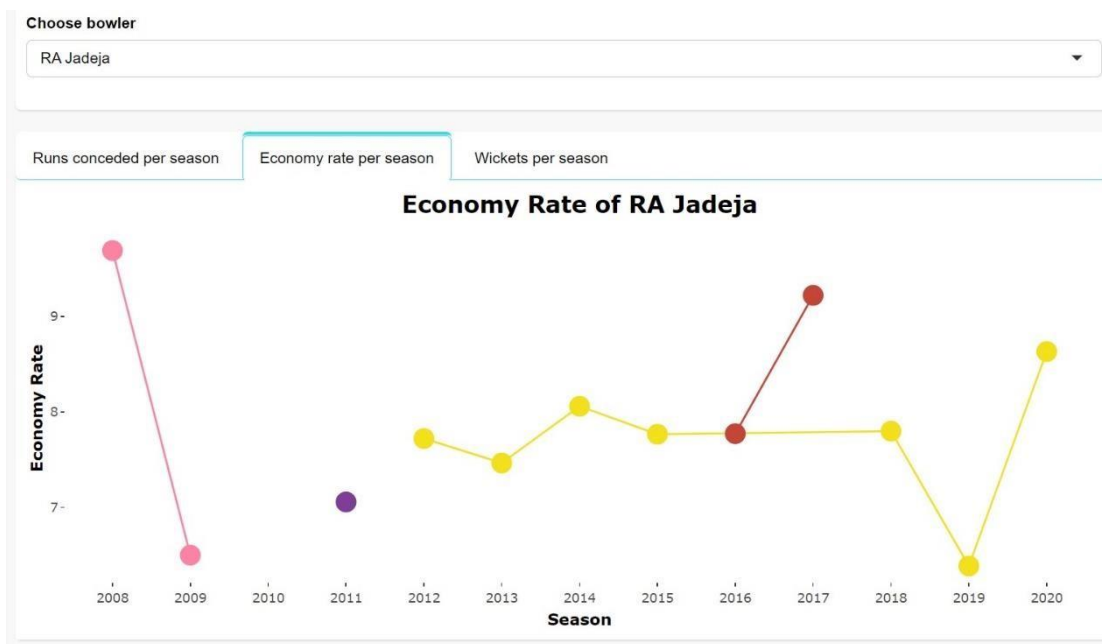 Choose bowler
RA Jadeja
Runs conceded per season
Economy rate per season
Wickets per season
Economy Rate of RA Jadeja
9-
8-
7-
Economy Rate
2008 2009 2010 2011 2012 2013 2014 2015 2016 2017 2018 2019 2020
Season